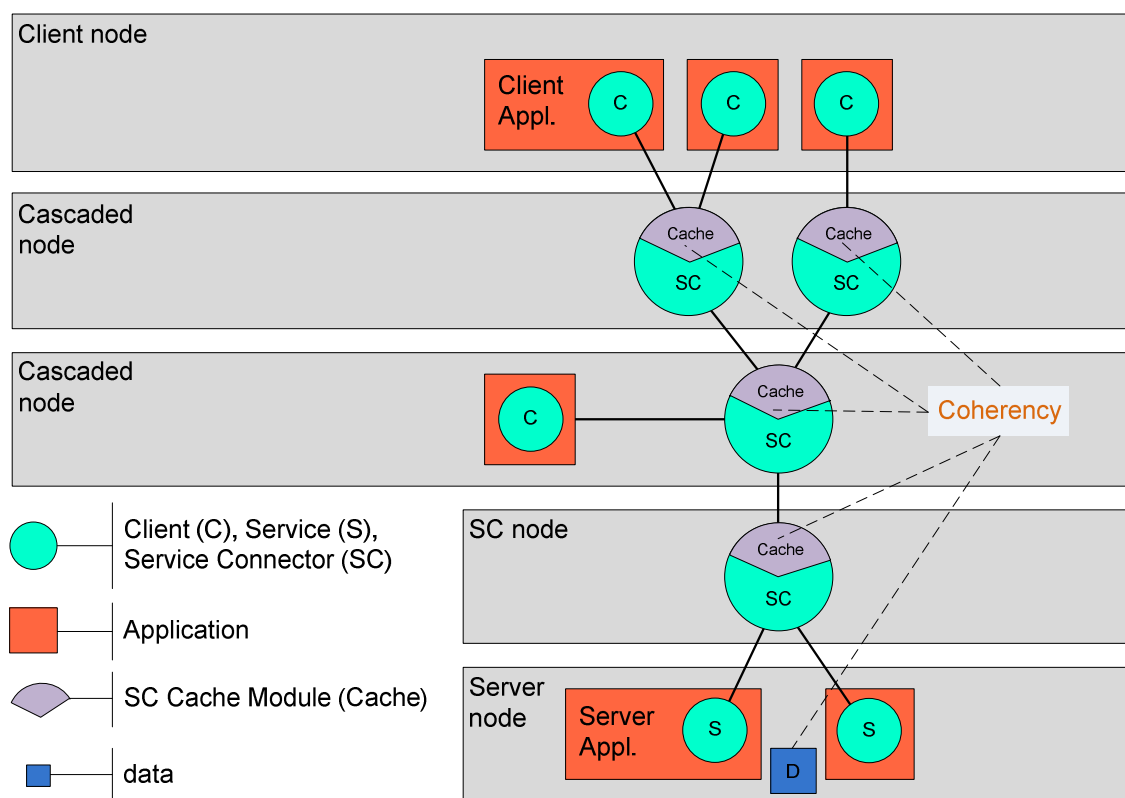 Client node
Client
Appl.
C
C
C
Cascaded
node
Cache
SC
Cache
SC
Cascaded
node
C
Cache
SC
Coherency
Client (C), Service (S),
Service Connector (SC)
Application
SC Cache Module (Cache)
data
SC node
Cache
SC
Server
node
Server
Appl.
S
D
S